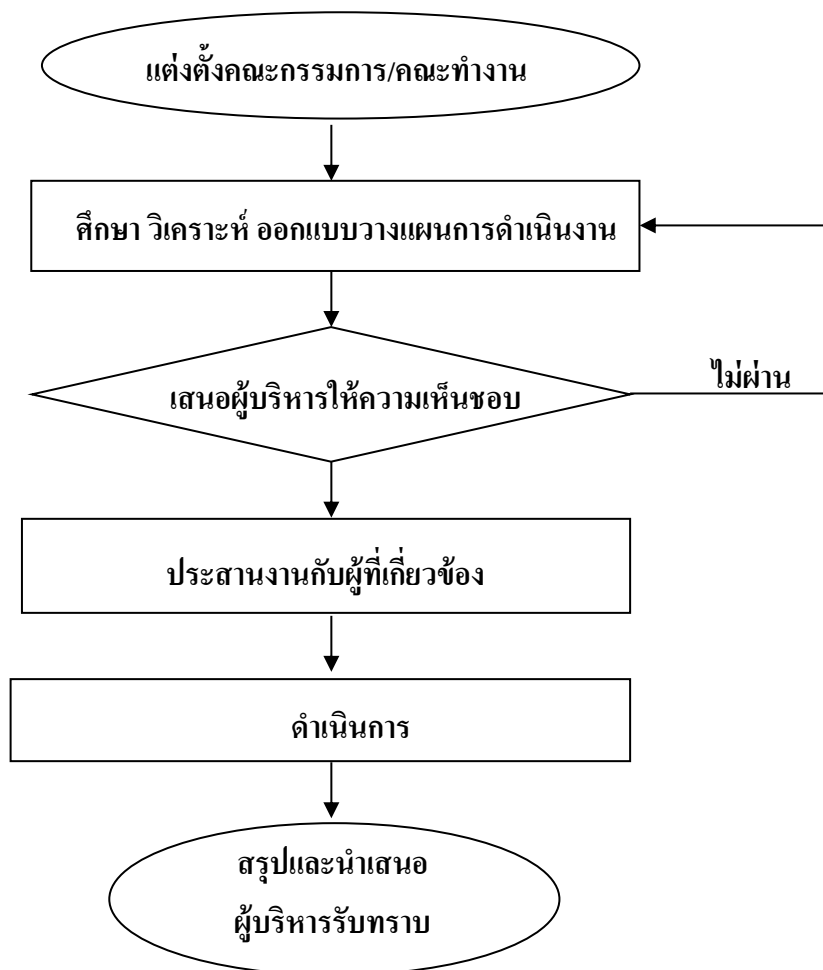 แต่งตั้งคณะกรรมการ/คณะทำงาน
ศึกษา วิเคราะห์ ออกแบบวางแผนการดำเนินงาน
เสนอผู้บริหารให้ความเห็นชอบ
ไม่ผ่าน
ประสานงานกับผู้ที่เกี่ยวข้อง
ดำเนินการ
สรุปและนำเสนอ
ผู้บริหารรับทราบ